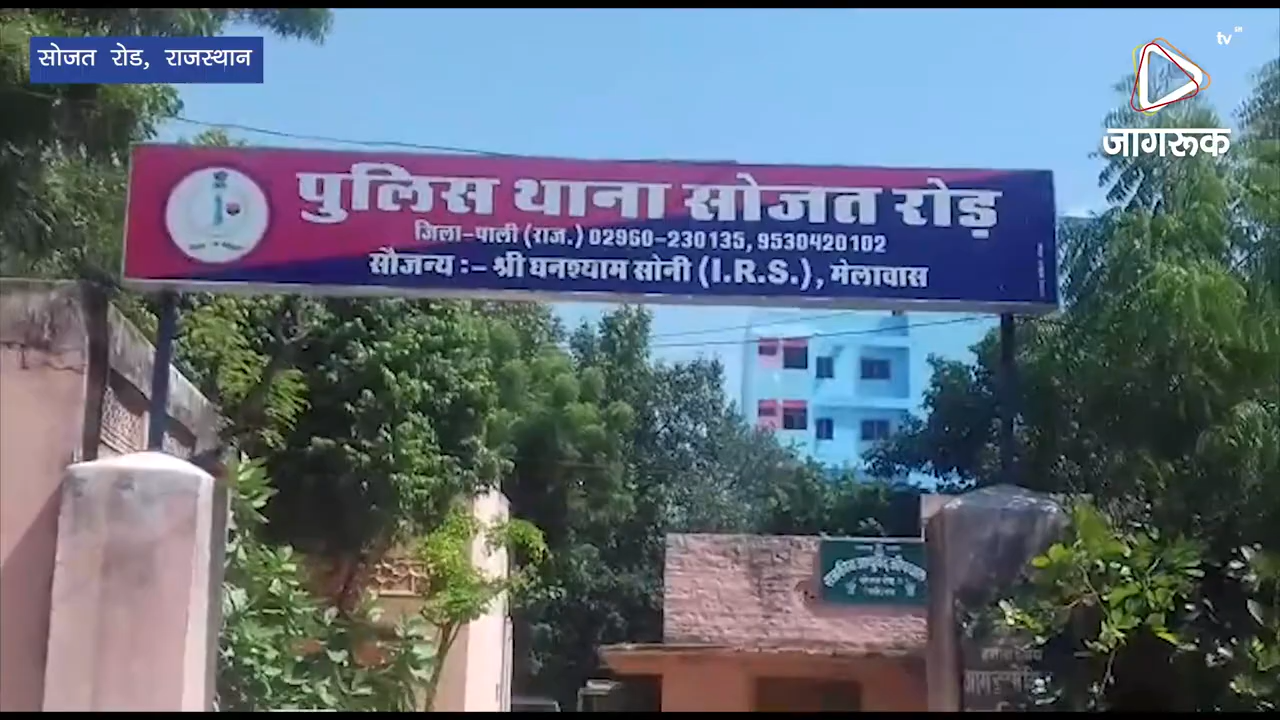 सोजत रोड, राजस्थान
tv
जागरूक
पुलिस थाना सोजत रोड़
जिला-पाली (राज.) 02960-230135, 9530420102
सौजन्य :- श्री घनश्याम सोनी (I.R.S.), मेलावास